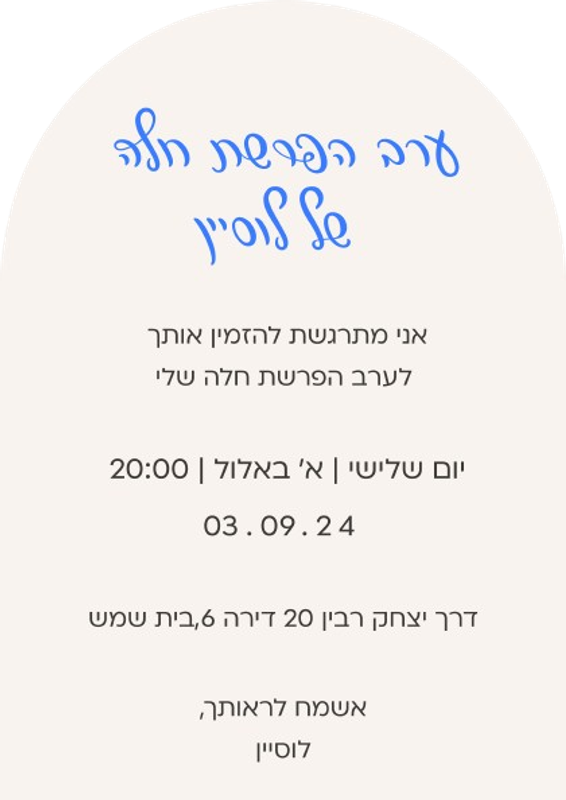 ערב הפרשת חלה
של לוסיין
אני מתרגשת להזמין אותך
לערב הפרשת חלה שלי
יום שלישי | א' באלול | 20:00
03.09.24
דרך יצחק רבין 20 דירה 6,בית שמש
אשמח לראותך,
לוסיין